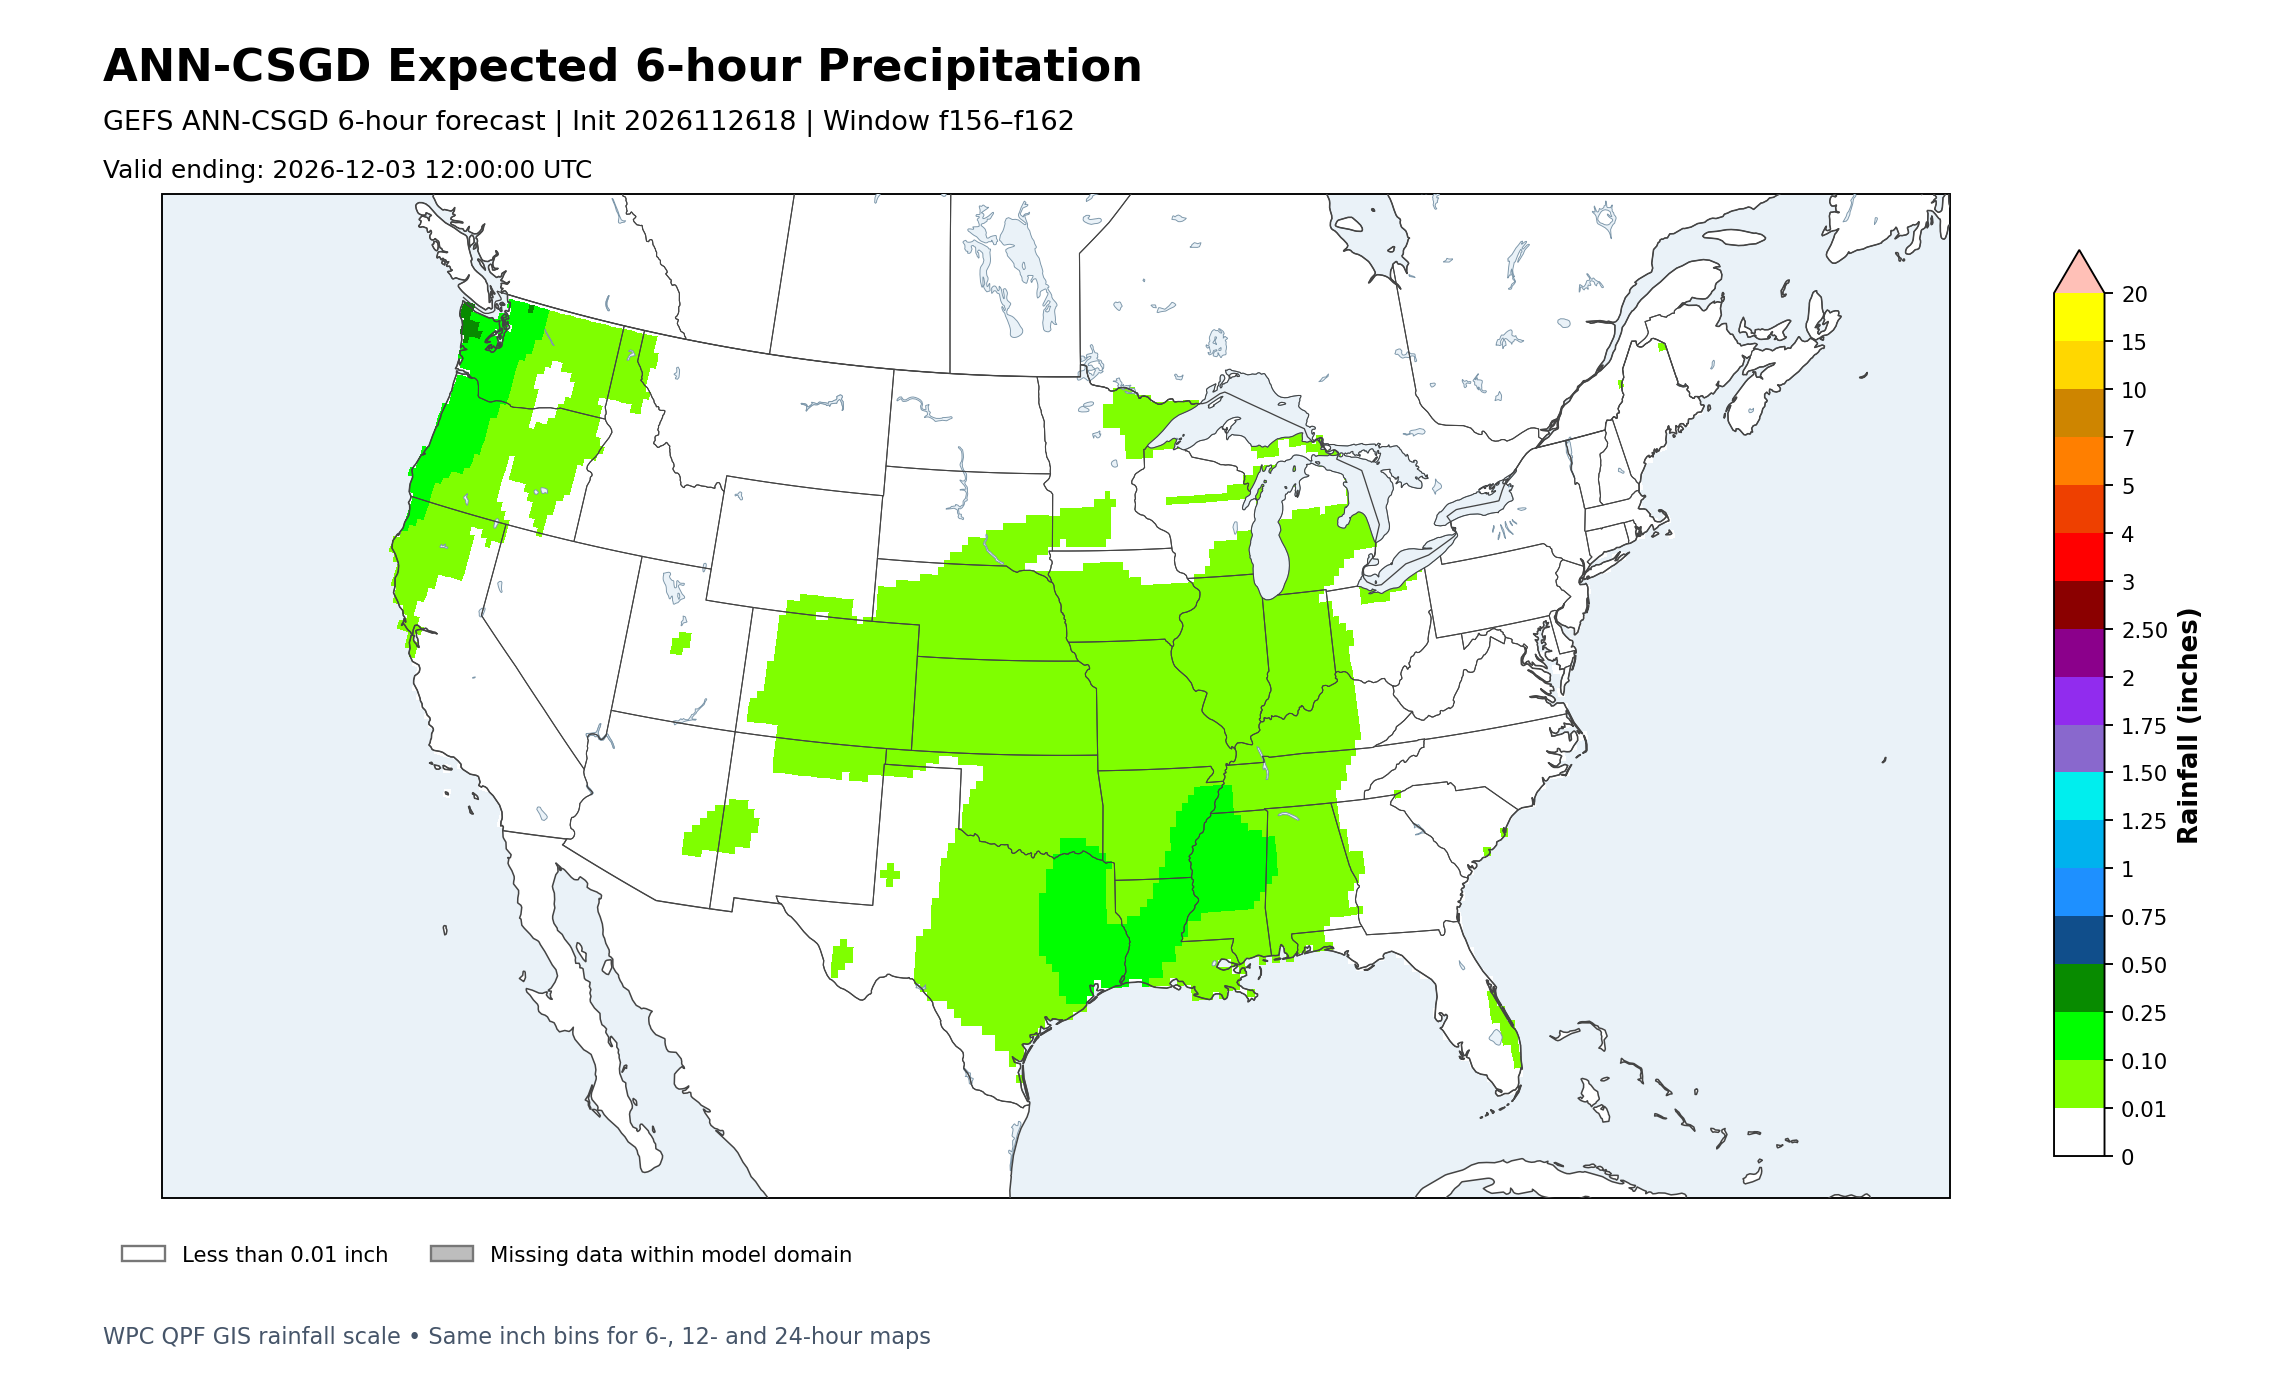 ANN-CSGD Expected 6-hour Precipitation
GEFS ANN-CSGD 6-hour forecast | Init 2026112618 | Window f156–f162
Valid ending: 2026-12-03 12:00:00 UTC
20
15
10
7
5
4
3
2.50
2
1.75
1.50
1.25
1
0.75
0.50
0.25
0.10
0.01
0
Rainfall (inches)
Less than 0.01 inch
Missing data within model domain
WPC QPF GIS rainfall scale • Same inch bins for 6-, 12- and 24-hour maps